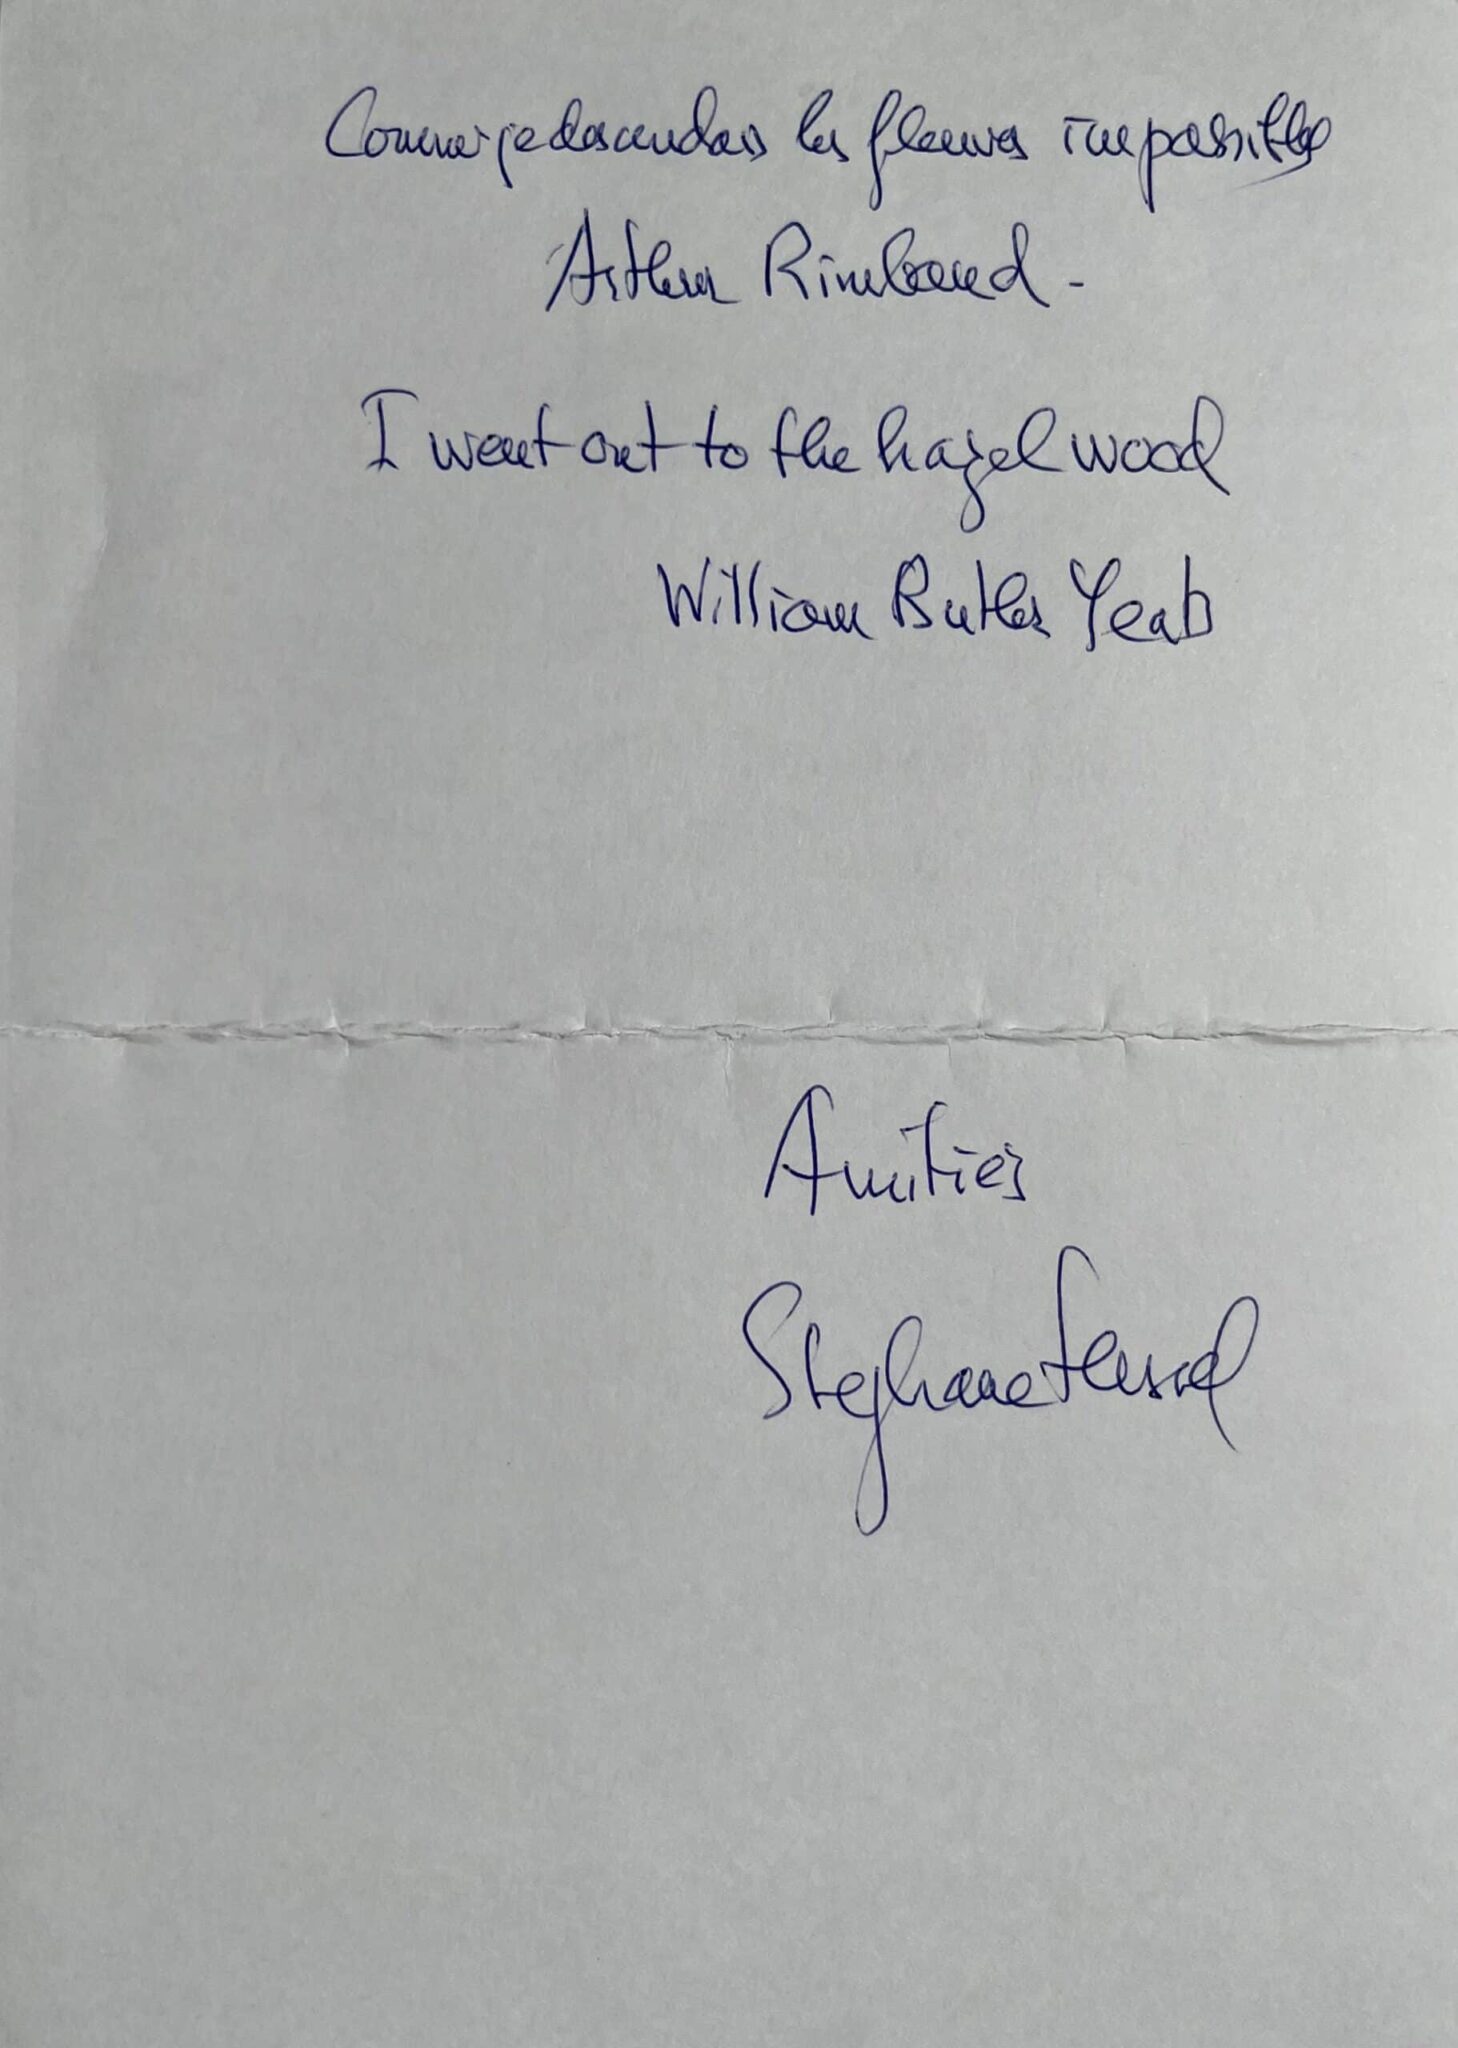 Comme je descendais les fleuves impassibles
Arthur Rimbaud -
I went out to the hazel wood
William Butler Yeats
Amitiés
Stephane Hessel